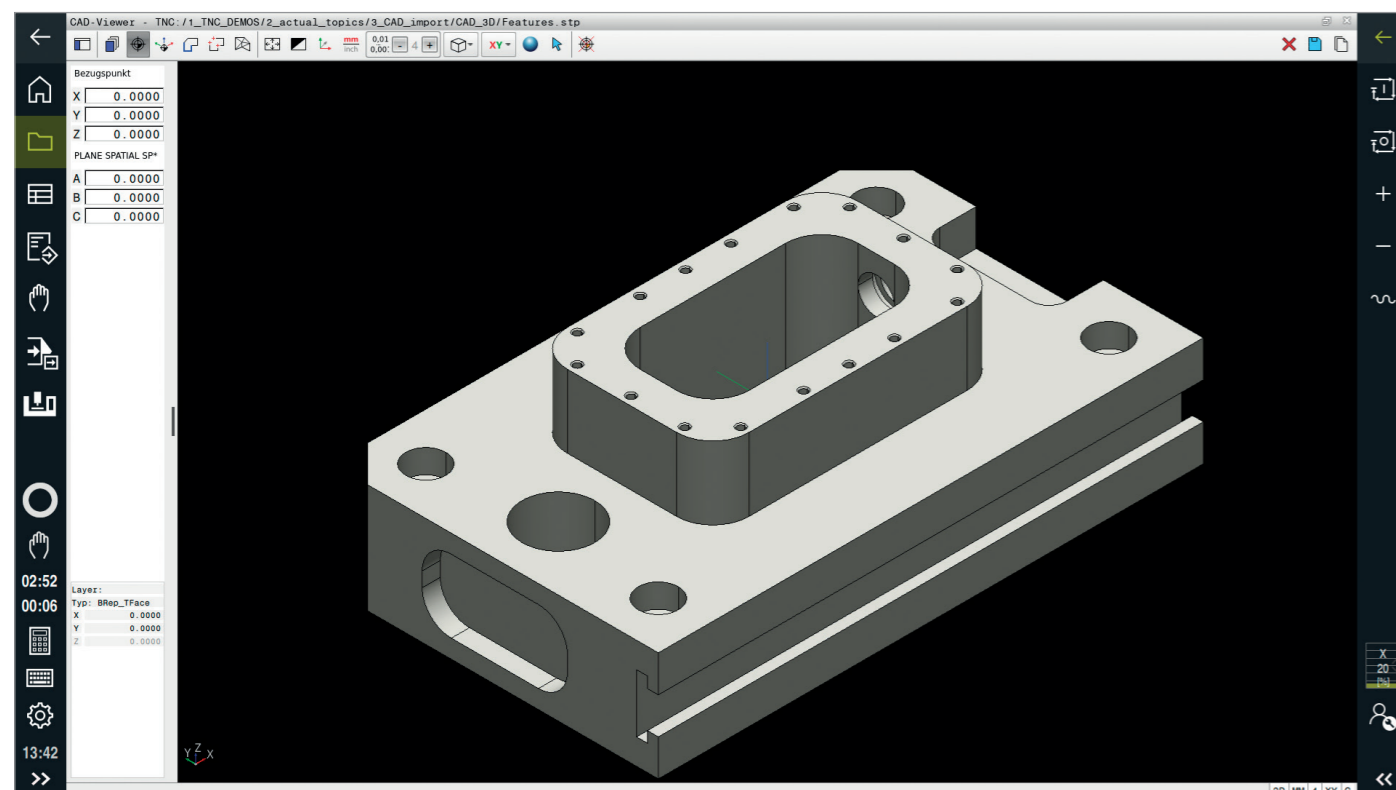 CAD-Viewer - TNC:/1_TNC_DEMOS/2_actual_topics/3_CAD_import/CAD_3D/Features.stp
mm
inch
0,01
0,00:
- 4 +
XY
Bezugspunkt
X 0.0000
Y 0.0000
Z 0.0000
PLANE SPATIAL SP*
A 0.0000
B 0.0000
C 0.0000
02:52
00:06
13:42
Layer:
Typ: BRep_TFace
X 0.0000
Y 0.0000
Z 0.0000
Y Z X
X
20
[%]